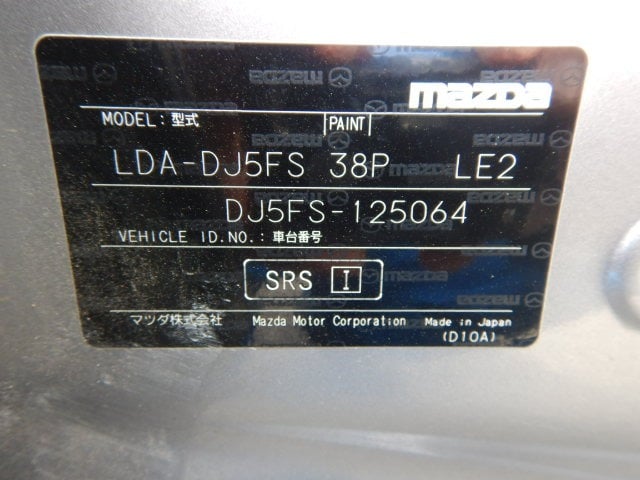 mazda
MODEL：型式 PAINT
LDA-DJ5FS 38P LE2
DJ5FS-125064
VEHICLE ID.NO.：車台番号
SRS I
マツダ株式会社 Mazda Motor Corporation Made in Japan
(D10A)